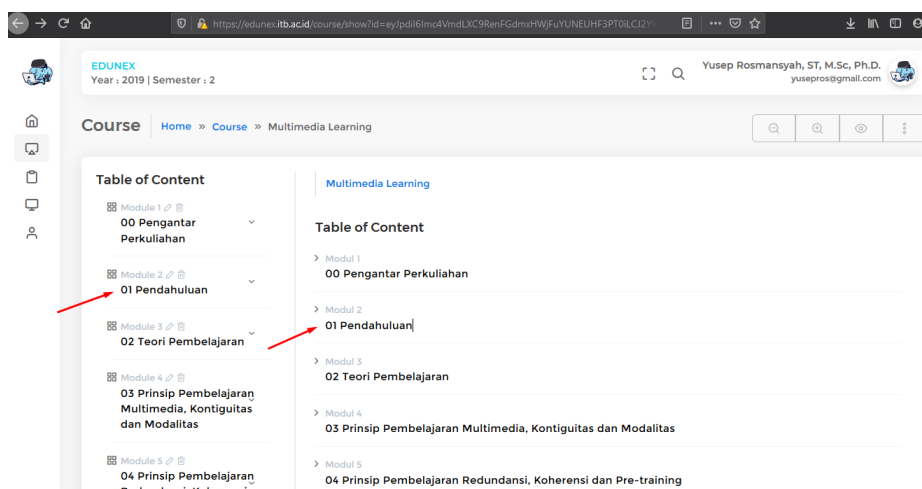 https://edunex.itb.ac.id/course/show?id=
EDUNEX
Year : 2019 | Semester : 2
Yusep Rosmansyah, ST, M.Sc, Ph.D.
yusepros@gmail.com
Course
Home » Course » Multimedia Learning
Table of Content
Module 1
00 Pengantar
Perkuliahan
Module 2
01 Pendahuluan
Module 3
02 Teori Pembelajaran
Module 4
03 Prinsip Pembelajaran
Multimedia, Kontiguitas
dan Modalitas
Module 5
04 Prinsip Pembelajaran
Multimedia Learning
Table of Content
Modul 1
00 Pengantar Perkuliahan
Modul 2
01 Pendahuluan
Modul 3
02 Teori Pembelajaran
Modul 4
03 Prinsip Pembelajaran Multimedia, Kontiguitas dan Modalitas
Modul 5
04 Prinsip Pembelajaran Redundansi, Koherensi dan Pre-training